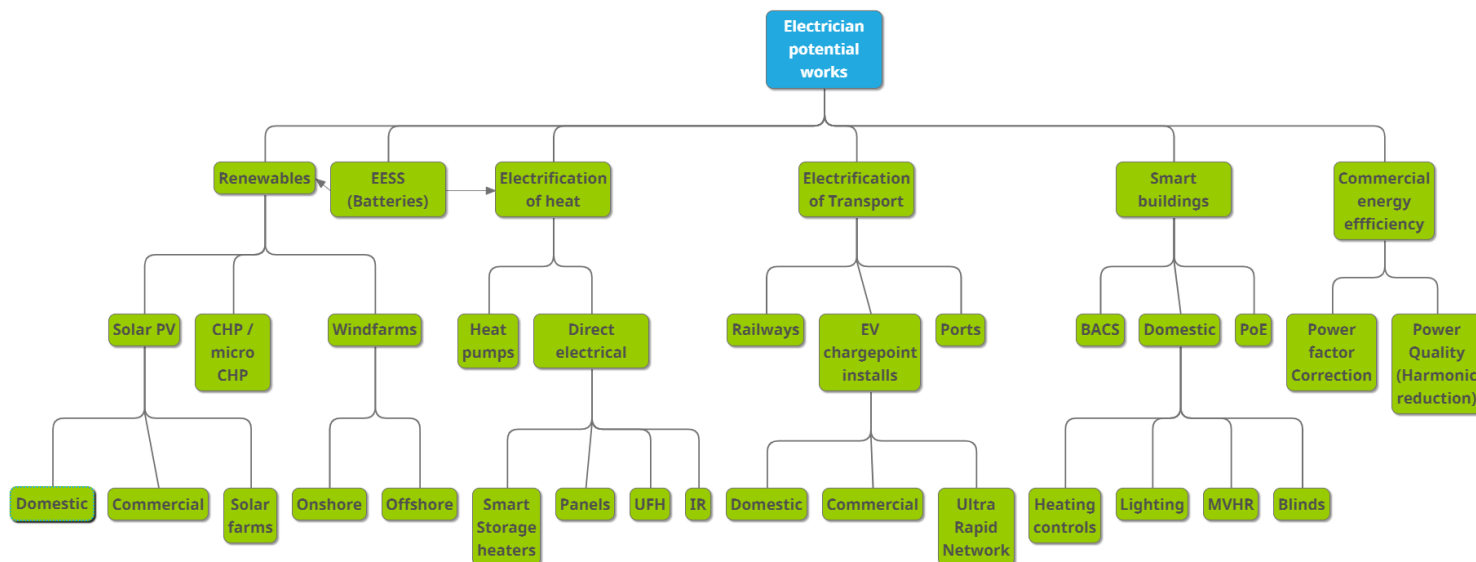 Electrician
potential
works
Renewables
EESS
(Batteries)
Electrification
of heat
Electrification
of Transport
Smart
buildings
Commercial
energy
effficiency
Solar PV
CHP /
micro
CHP
Windfarms
Heat
pumps
Direct
electrical
Railways
EV
chargepoint
installs
Ports
BACS
Domestic
PoE
Power
factor
Correction
Power
Quality
(Harmonic
reduction)
Domestic
Commercial
Solar
farms
Onshore
Offshore
Smart
Storage
heaters
Panels
UFH
IR
Domestic
Commercial
Ultra
Rapid
Network
Heating
controls
Lighting
MVHR
Blinds